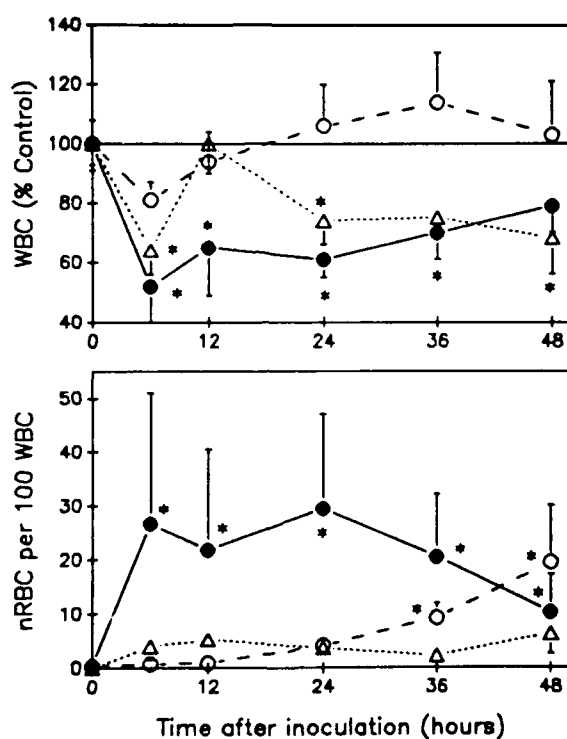 WBC (% Control)
140
120
100
80
60
40
0 12 24 36 48
* * * * * * * *
nRBC per 100 WBC
50
40
30
20
10
0
* * * * * * *
0 12 24 36 48
Time after inoculation (hours)